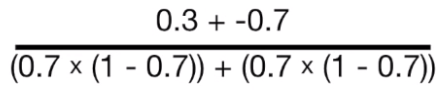 0.3 + -0.7
(0.7 × (1 - 0.7)) + (0.7 × (1 - 0.7))